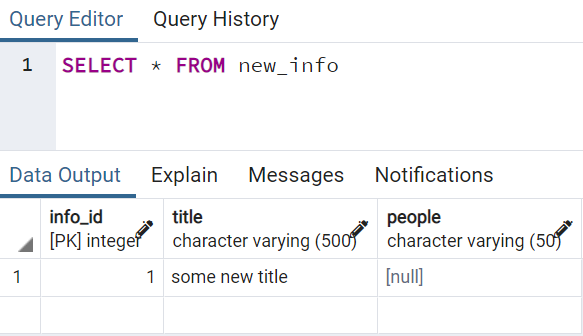 Query Editor Query History
1 SELECT * FROM new_info
Data Output Explain Messages Notifications
info_id title people
[PK] integer character varying (500) character varying (50)
1 1 some new title [null]